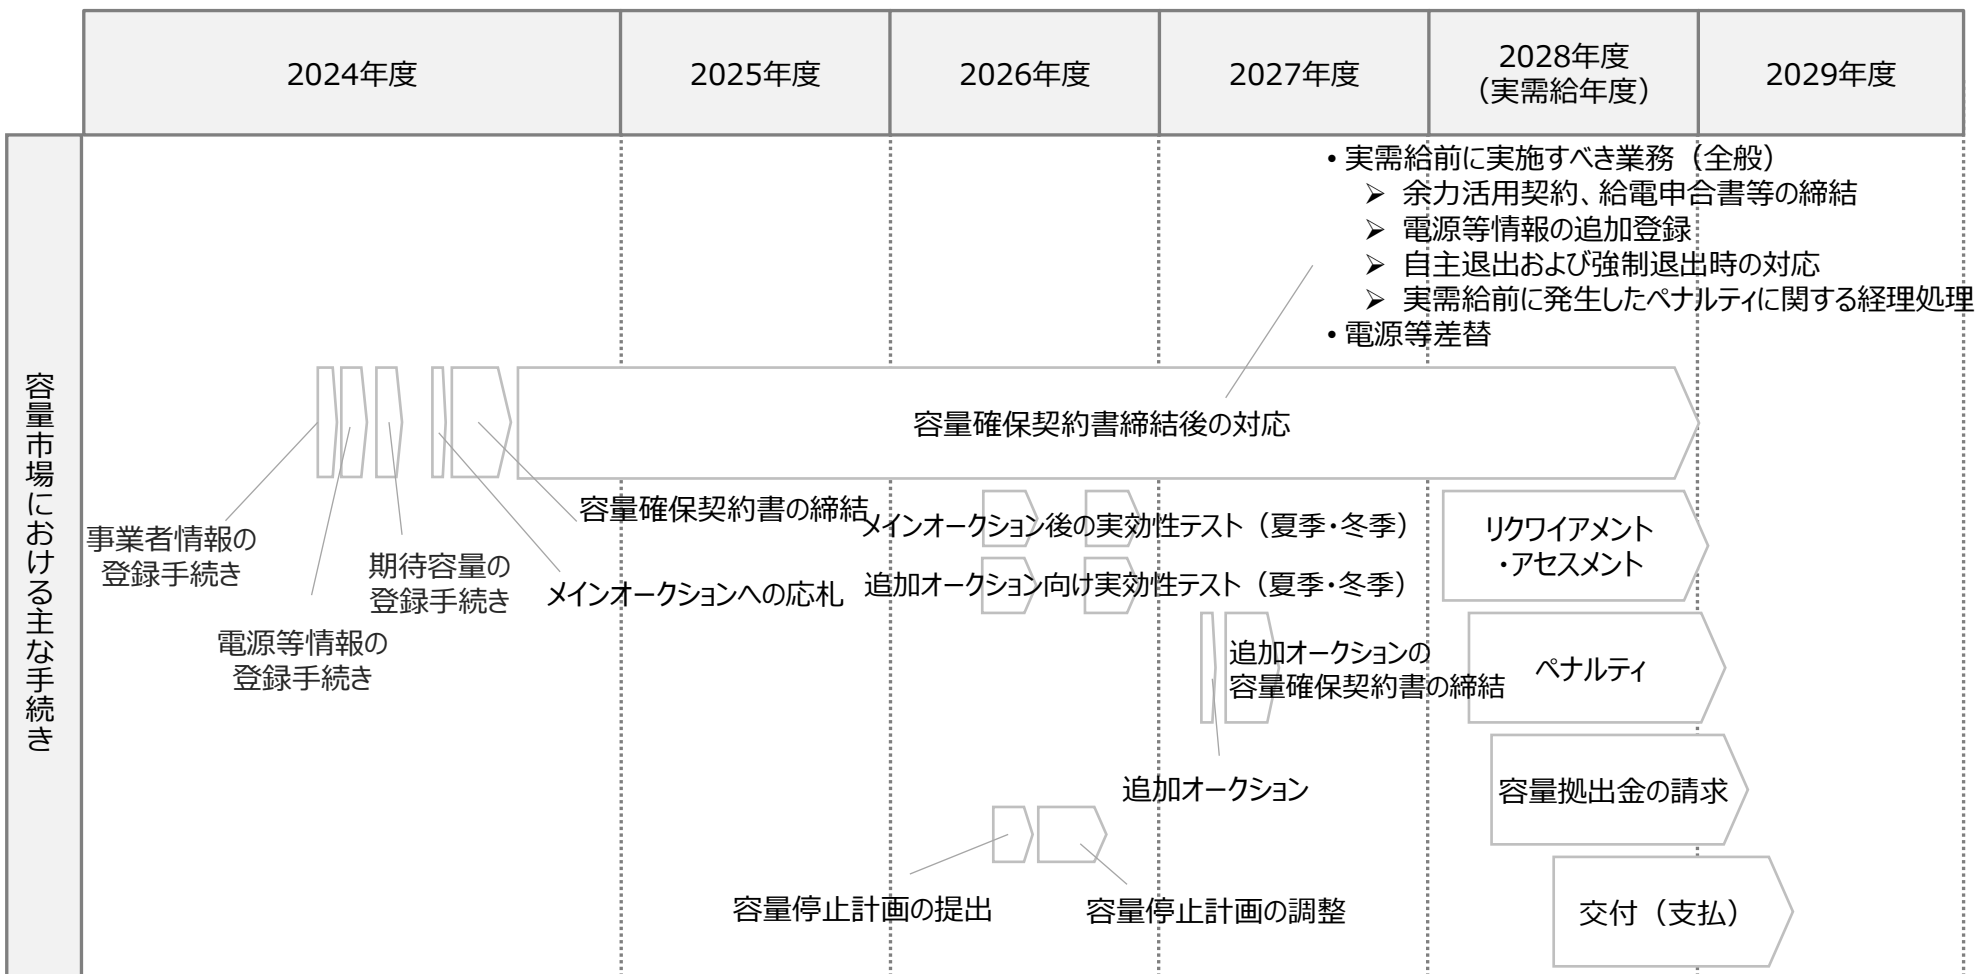 2024年度
2025年度
2026年度
2027年度
2028年度
（実需給年度）
2029年度
容量市場における主な手続き
• 実需給前に実施すべき業務（全般）
➢ 余力活用契約、給電申合書等の締結
➢ 電源等情報の追加登録
➢ 自主退出および強制退出時の対応
➢ 実需給前に発生したペナルティに関する経理処理
• 電源等差替
容量確保契約書締結後の対応
事業者情報の
登録手続き
電源等情報の
登録手続き
期待容量の
登録手続き
メインオークションへの応札
容量確保契約書の締結
メインオークション後の実効性テスト（夏季・冬季）
追加オークション向け実効性テスト（夏季・冬季）
リクワイアメント
・アセスメント
追加オークションの
容量確保契約書の締結
ペナルティ
追加オークション
容量拠出金の請求
容量停止計画の提出
容量停止計画の調整
交付（支払）